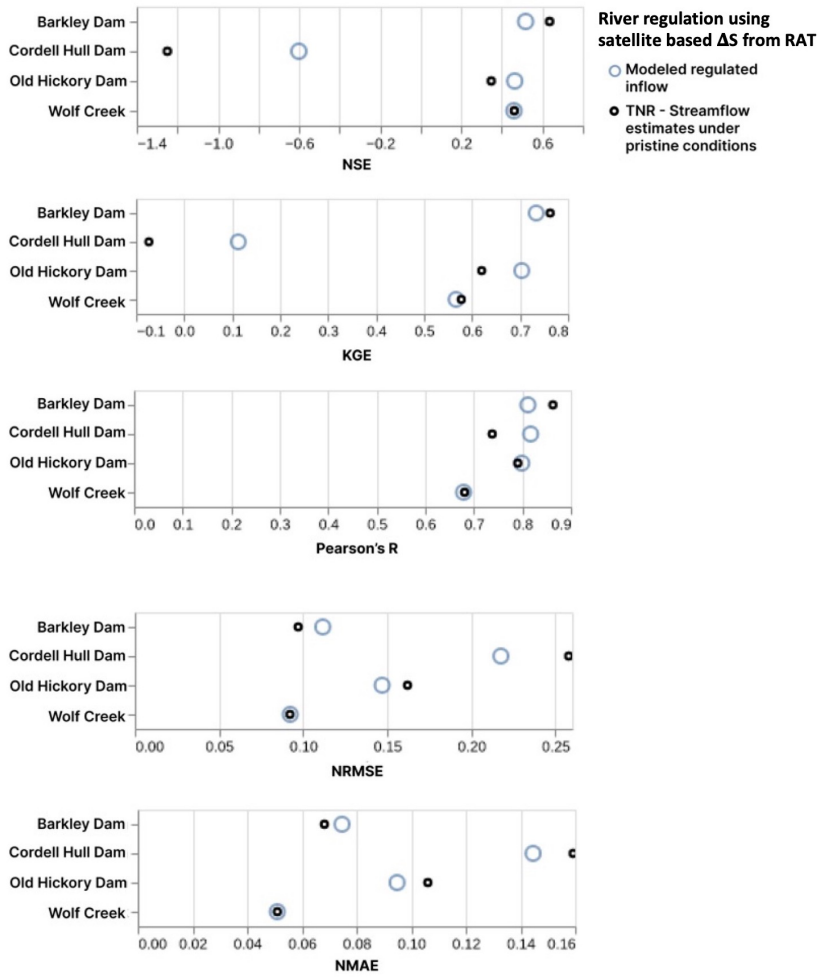 River regulation using
satellite based ΔS from RAT
Modeled regulated
inflow
TNR - Streamflow
estimates under
pristine conditions
Barkley Dam
Cordell Hull Dam
Old Hickory Dam
Wolf Creek
−1.4 −1.0 −0.6 −0.2 0.2 0.6
NSE
Barkley Dam
Cordell Hull Dam
Old Hickory Dam
Wolf Creek
−0.1 0.0 0.1 0.2 0.3 0.4 0.5 0.6 0.7 0.8
KGE
Barkley Dam
Cordell Hull Dam
Old Hickory Dam
Wolf Creek
0.0 0.1 0.2 0.3 0.4 0.5 0.6 0.7 0.8 0.9
Pearson's R
Barkley Dam
Cordell Hull Dam
Old Hickory Dam
Wolf Creek
0.00 0.05 0.10 0.15 0.20 0.25
NRMSE
Barkley Dam
Cordell Hull Dam
Old Hickory Dam
Wolf Creek
0.00 0.02 0.04 0.06 0.08 0.10 0.12 0.14 0.16
NMAE